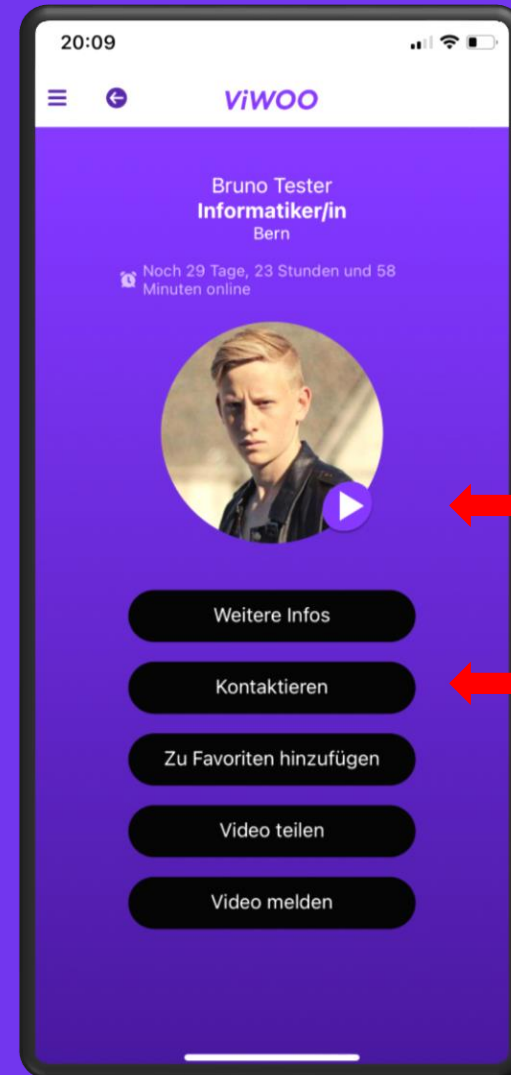 20:09
ViWOO
Bruno Tester
Informatiker/in
Bern
Noch 29 Tage, 23 Stunden und 58
Minuten online
Weitere Infos
Kontaktieren
Zu Favoriten hinzufügen
Video teilen
Video melden